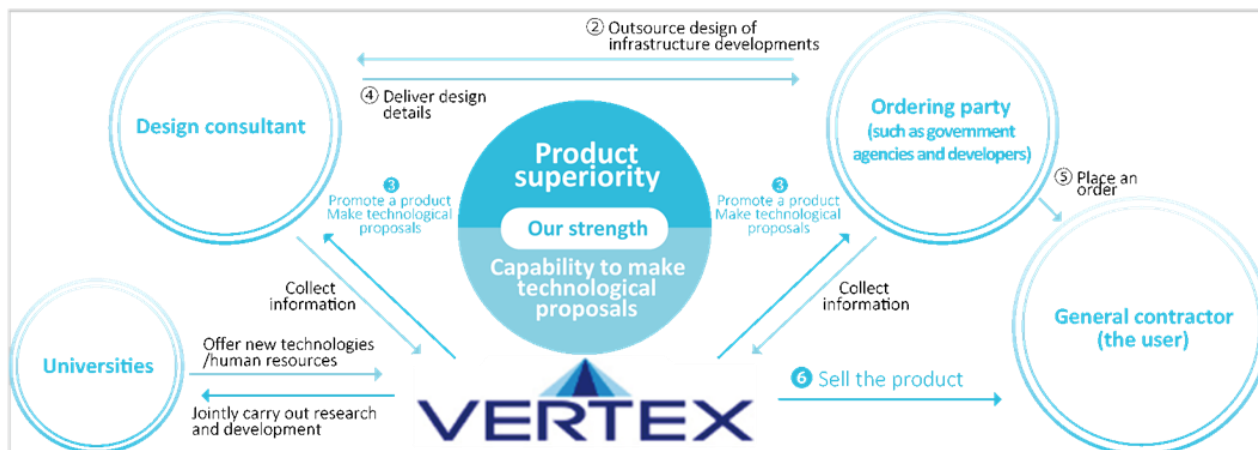 ② Outsource design of
infrastructure developments
④ Deliver design
details
Design consultant
Ordering party
(such as government
agencies and developers)
Product
superiority
Our strength
Capability to make
technological
proposals
❸
Promote a product
Make technological
proposals
❸
Promote a product
Make technological
proposals
⑤ Place an
order
Collect
information
Collect
information
General contractor
(the user)
Universities
Offer new technologies
/human resources
Jointly carry out research
and development
VERTEX
❻ Sell the product